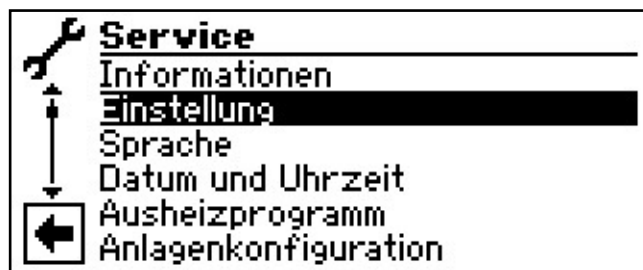 Service
Informationen
Einstellung
Sprache
Datum und Uhrzeit
Ausheizprogramm
Anlagenkonfiguration